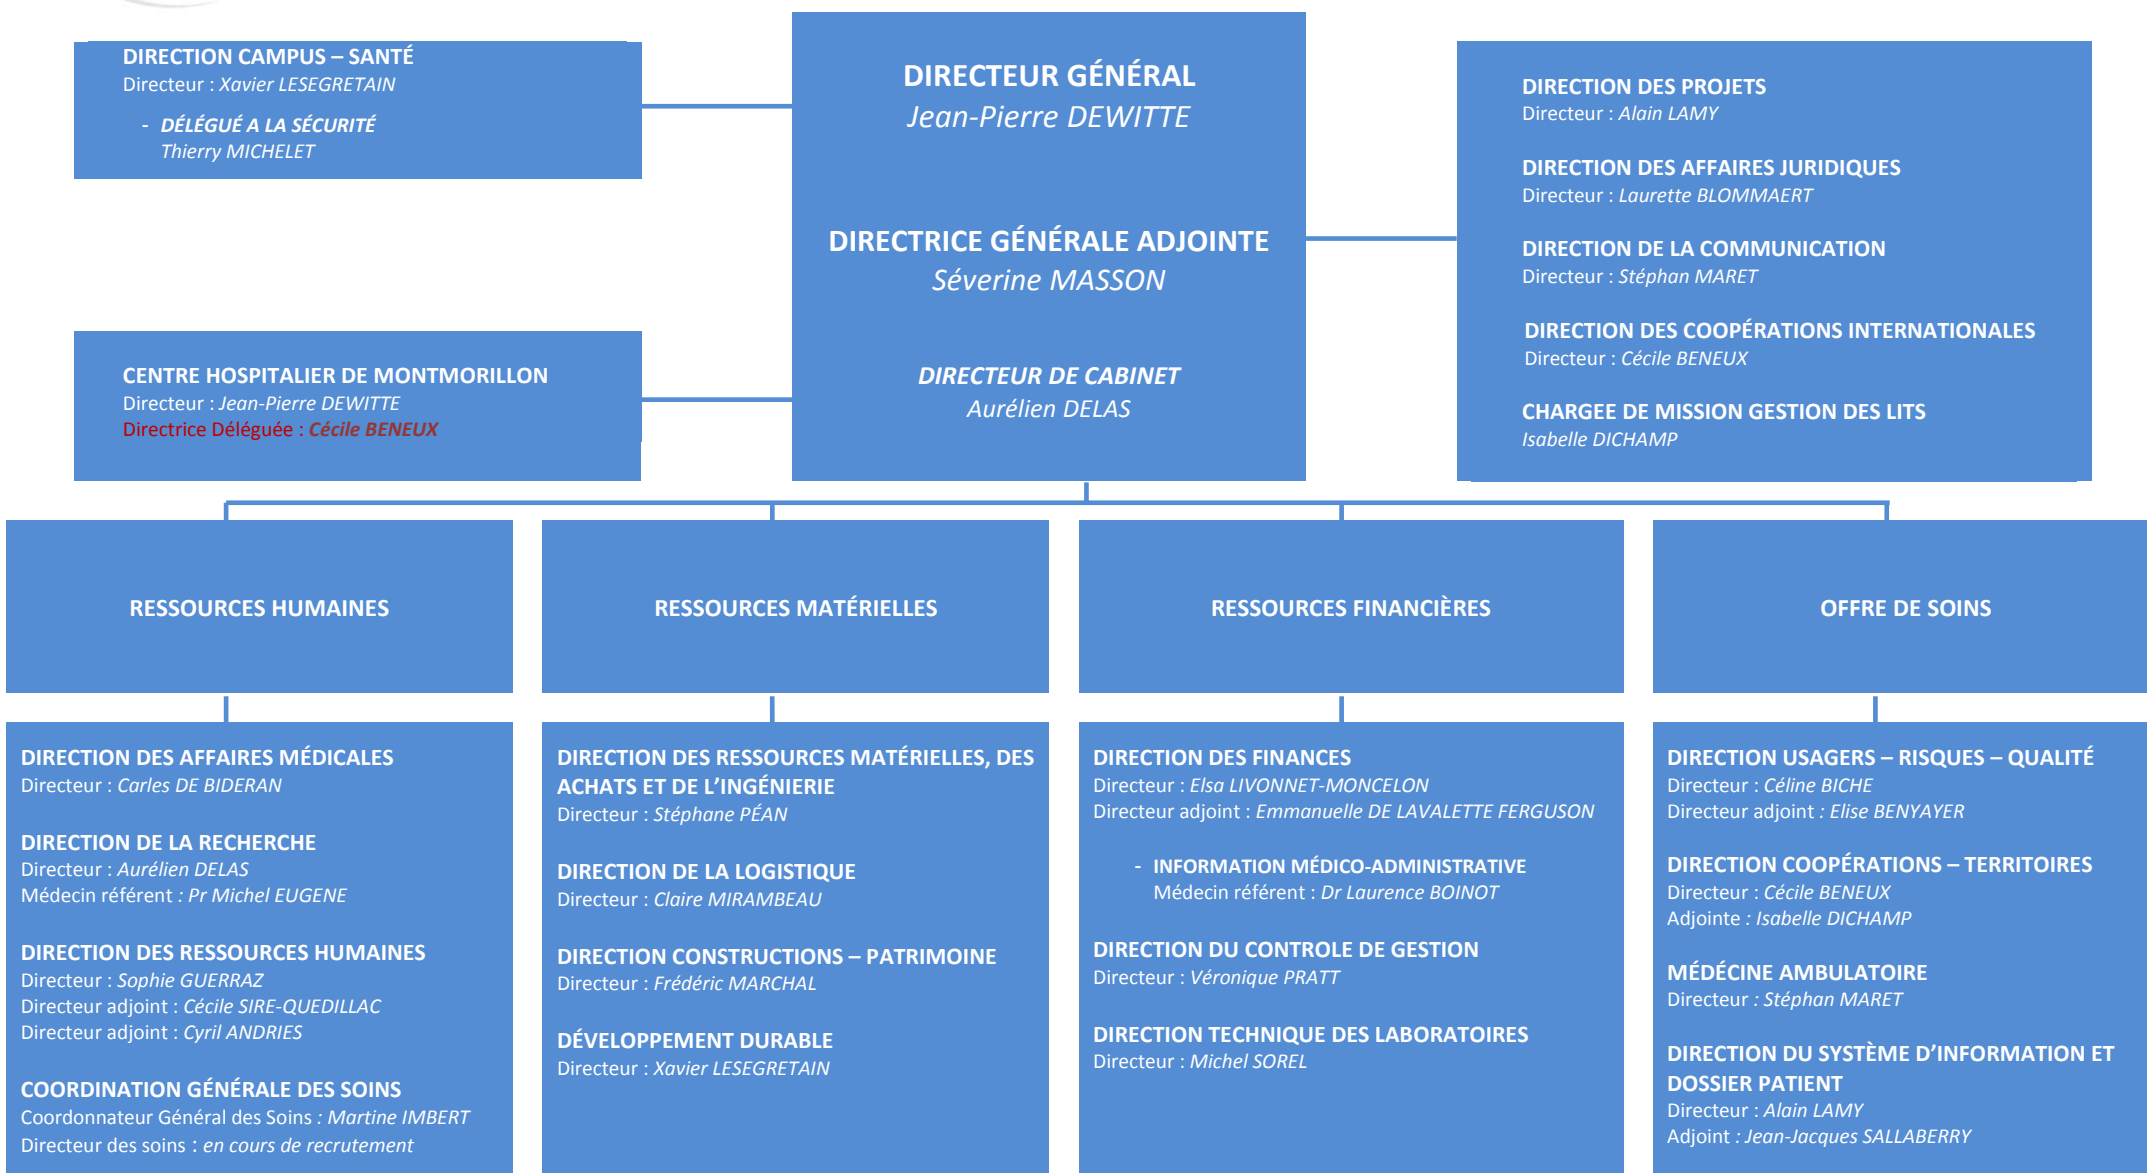 DIRECTION CAMPUS – SANTÉ
Directeur : Xavier LESEGRETAIN
- DÉLÉGUÉ A LA SÉCURITÉ
Thierry MICHELET
DIRECTEUR GÉNÉRAL
Jean-Pierre DEWITTE
DIRECTRICE GÉNÉRALE ADJOINTE
Séverine MASSON
DIRECTEUR DE CABINET
Aurélien DELAS
DIRECTION DES PROJETS
Directeur : Alain LAMY
DIRECTION DES AFFAIRES JURIDIQUES
Directeur : Laurette BLOMMAERT
DIRECTION DE LA COMMUNICATION
Directeur : Stéphan MARET
DIRECTION DES COOPÉRATIONS INTERNATIONALES
Directeur : Cécile BENEUX
CHARGEE DE MISSION GESTION DES LITS
Isabelle DICHAMP
CENTRE HOSPITALIER DE MONTMORILLON
Directeur : Jean-Pierre DEWITTE
Directrice Déléguée : Cécile BENEUX
RESSOURCES HUMAINES
RESSOURCES MATÉRIELLES
RESSOURCES FINANCIÈRES
OFFRE DE SOINS
DIRECTION DES AFFAIRES MÉDICALES
Directeur : Carles DE BIDERAN
DIRECTION DE LA RECHERCHE
Directeur : Aurélien DELAS
Médecin référent : Pr Michel EUGENE
DIRECTION DES RESSOURCES HUMAINES
Directeur : Sophie GUERRAZ
Directeur adjoint : Cécile SIRE-QUEDILLAC
Directeur adjoint : Cyril ANDRIES
COORDINATION GÉNÉRALE DES SOINS
Coordonnateur Général des Soins : Martine IMBERT
Directeur des soins : en cours de recrutement
DIRECTION DES RESSOURCES MATÉRIELLES, DES
ACHATS ET DE L'INGÉNIERIE
Directeur : Stéphane PÉAN
DIRECTION DE LA LOGISTIQUE
Directeur : Claire MIRAMBEAU
DIRECTION CONSTRUCTIONS – PATRIMOINE
Directeur : Frédéric MARCHAL
DÉVELOPPEMENT DURABLE
Directeur : Xavier LESEGRETAIN
DIRECTION DES FINANCES
Directeur : Elsa LIVONNET-MONCELON
Directeur adjoint : Emmanuelle DE LAVALETTE FERGUSON
- INFORMATION MÉDICO-ADMINISTRATIVE
Médecin référent : Dr Laurence BOINOT
DIRECTION DU CONTROLE DE GESTION
Directeur : Véronique PRATT
DIRECTION TECHNIQUE DES LABORATOIRES
Directeur : Michel SOREL
DIRECTION USAGERS – RISQUES – QUALITÉ
Directeur : Céline BICHE
Directeur adjoint : Elise BENYAYER
DIRECTION COOPÉRATIONS – TERRITOIRES
Directeur : Cécile BENEUX
Adjointe : Isabelle DICHAMP
MÉDÉCINE AMBULATOIRE
Directeur : Stéphan MARET
DIRECTION DU SYSTÈME D'INFORMATION ET
DOSSIER PATIENT
Directeur : Alain LAMY
Adjoint : Jean-Jacques SALLABERRY